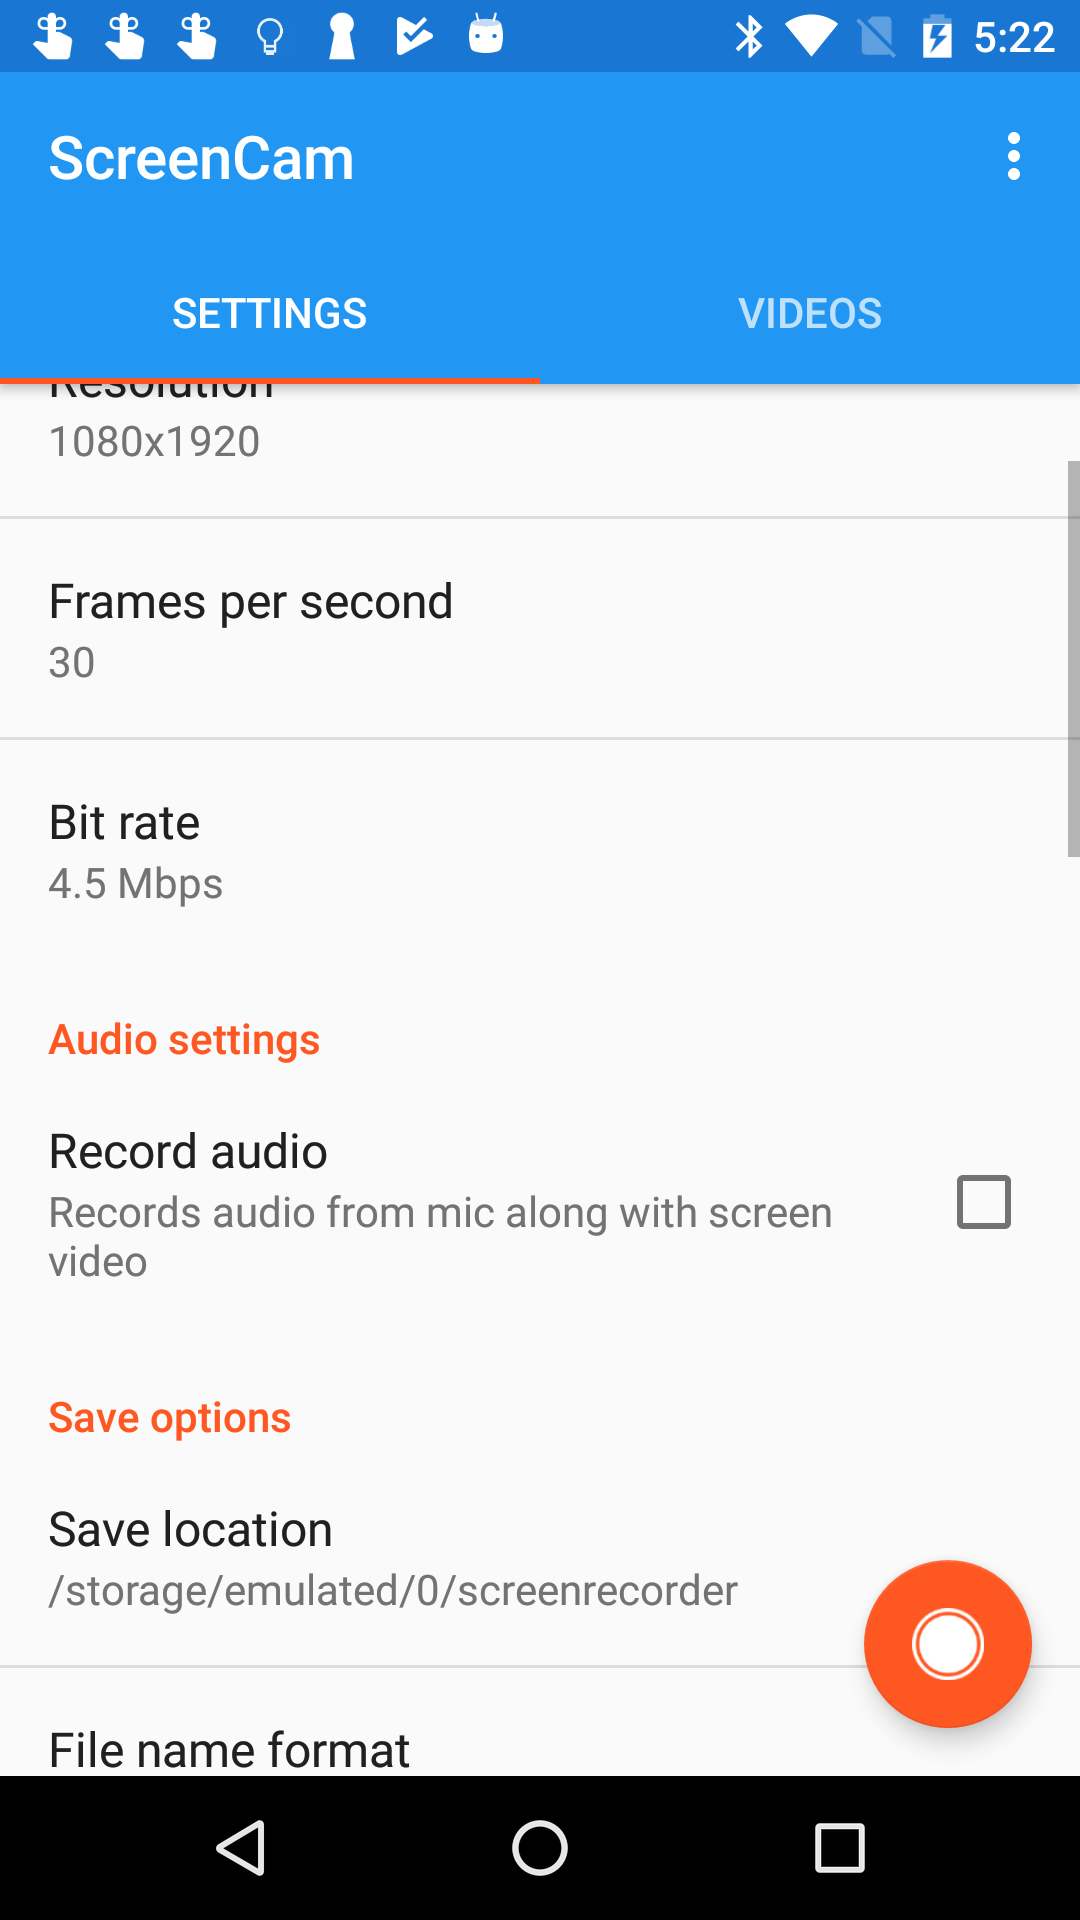 5:22
ScreenCam
SETTINGS
VIDEOS
Resolution
1080x1920
Frames per second
30
Bit rate
4.5 Mbps
Audio settings
Record audio
Records audio from mic along with screen
video
Save options
Save location
/storage/emulated/0/screenrecorder
File name format